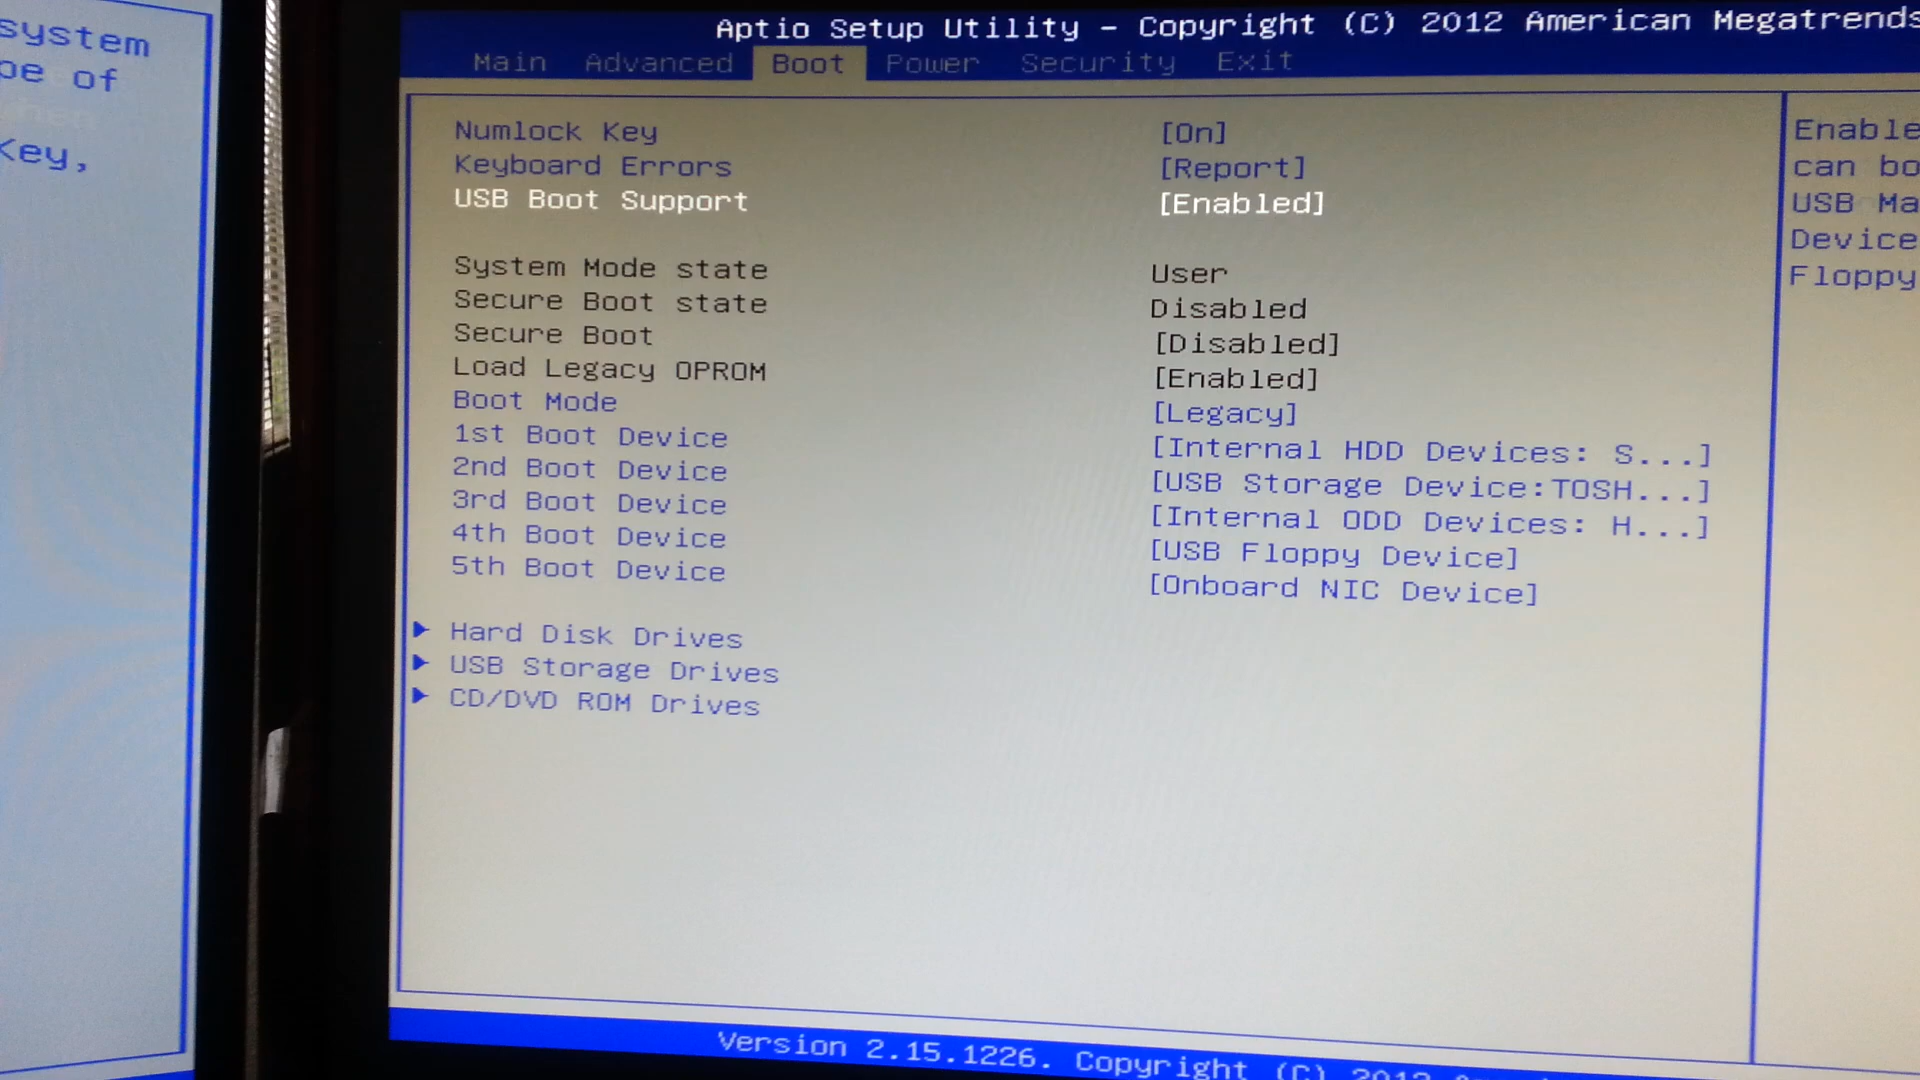 system
of
Key,
Aptio Setup Utility - Copyright (C) 2012 American Megatrends
Main Advanced Boot Power Security Exit
Numlock Key [On]
Keyboard Errors [Report]
USB Boot Support [Enabled]
System Mode state User
Secure Boot state Disabled
Secure Boot [Disabled]
Load Legacy OPROM [Enabled]
Boot Mode [Legacy]
1st Boot Device [Internal HDD Devices: S...]
2nd Boot Device [USB Storage Device:TOSH...]
3rd Boot Device [Internal ODD Devices: H...]
4th Boot Device [USB Floppy Device]
5th Boot Device [Onboard NIC Device]
Hard Disk Drives
USB Storage Drives
CD/DVD ROM Drives
Enable
can bo
USB Ma
Device
Floppy
Version 2.15.1226. Copyright (C) 2012